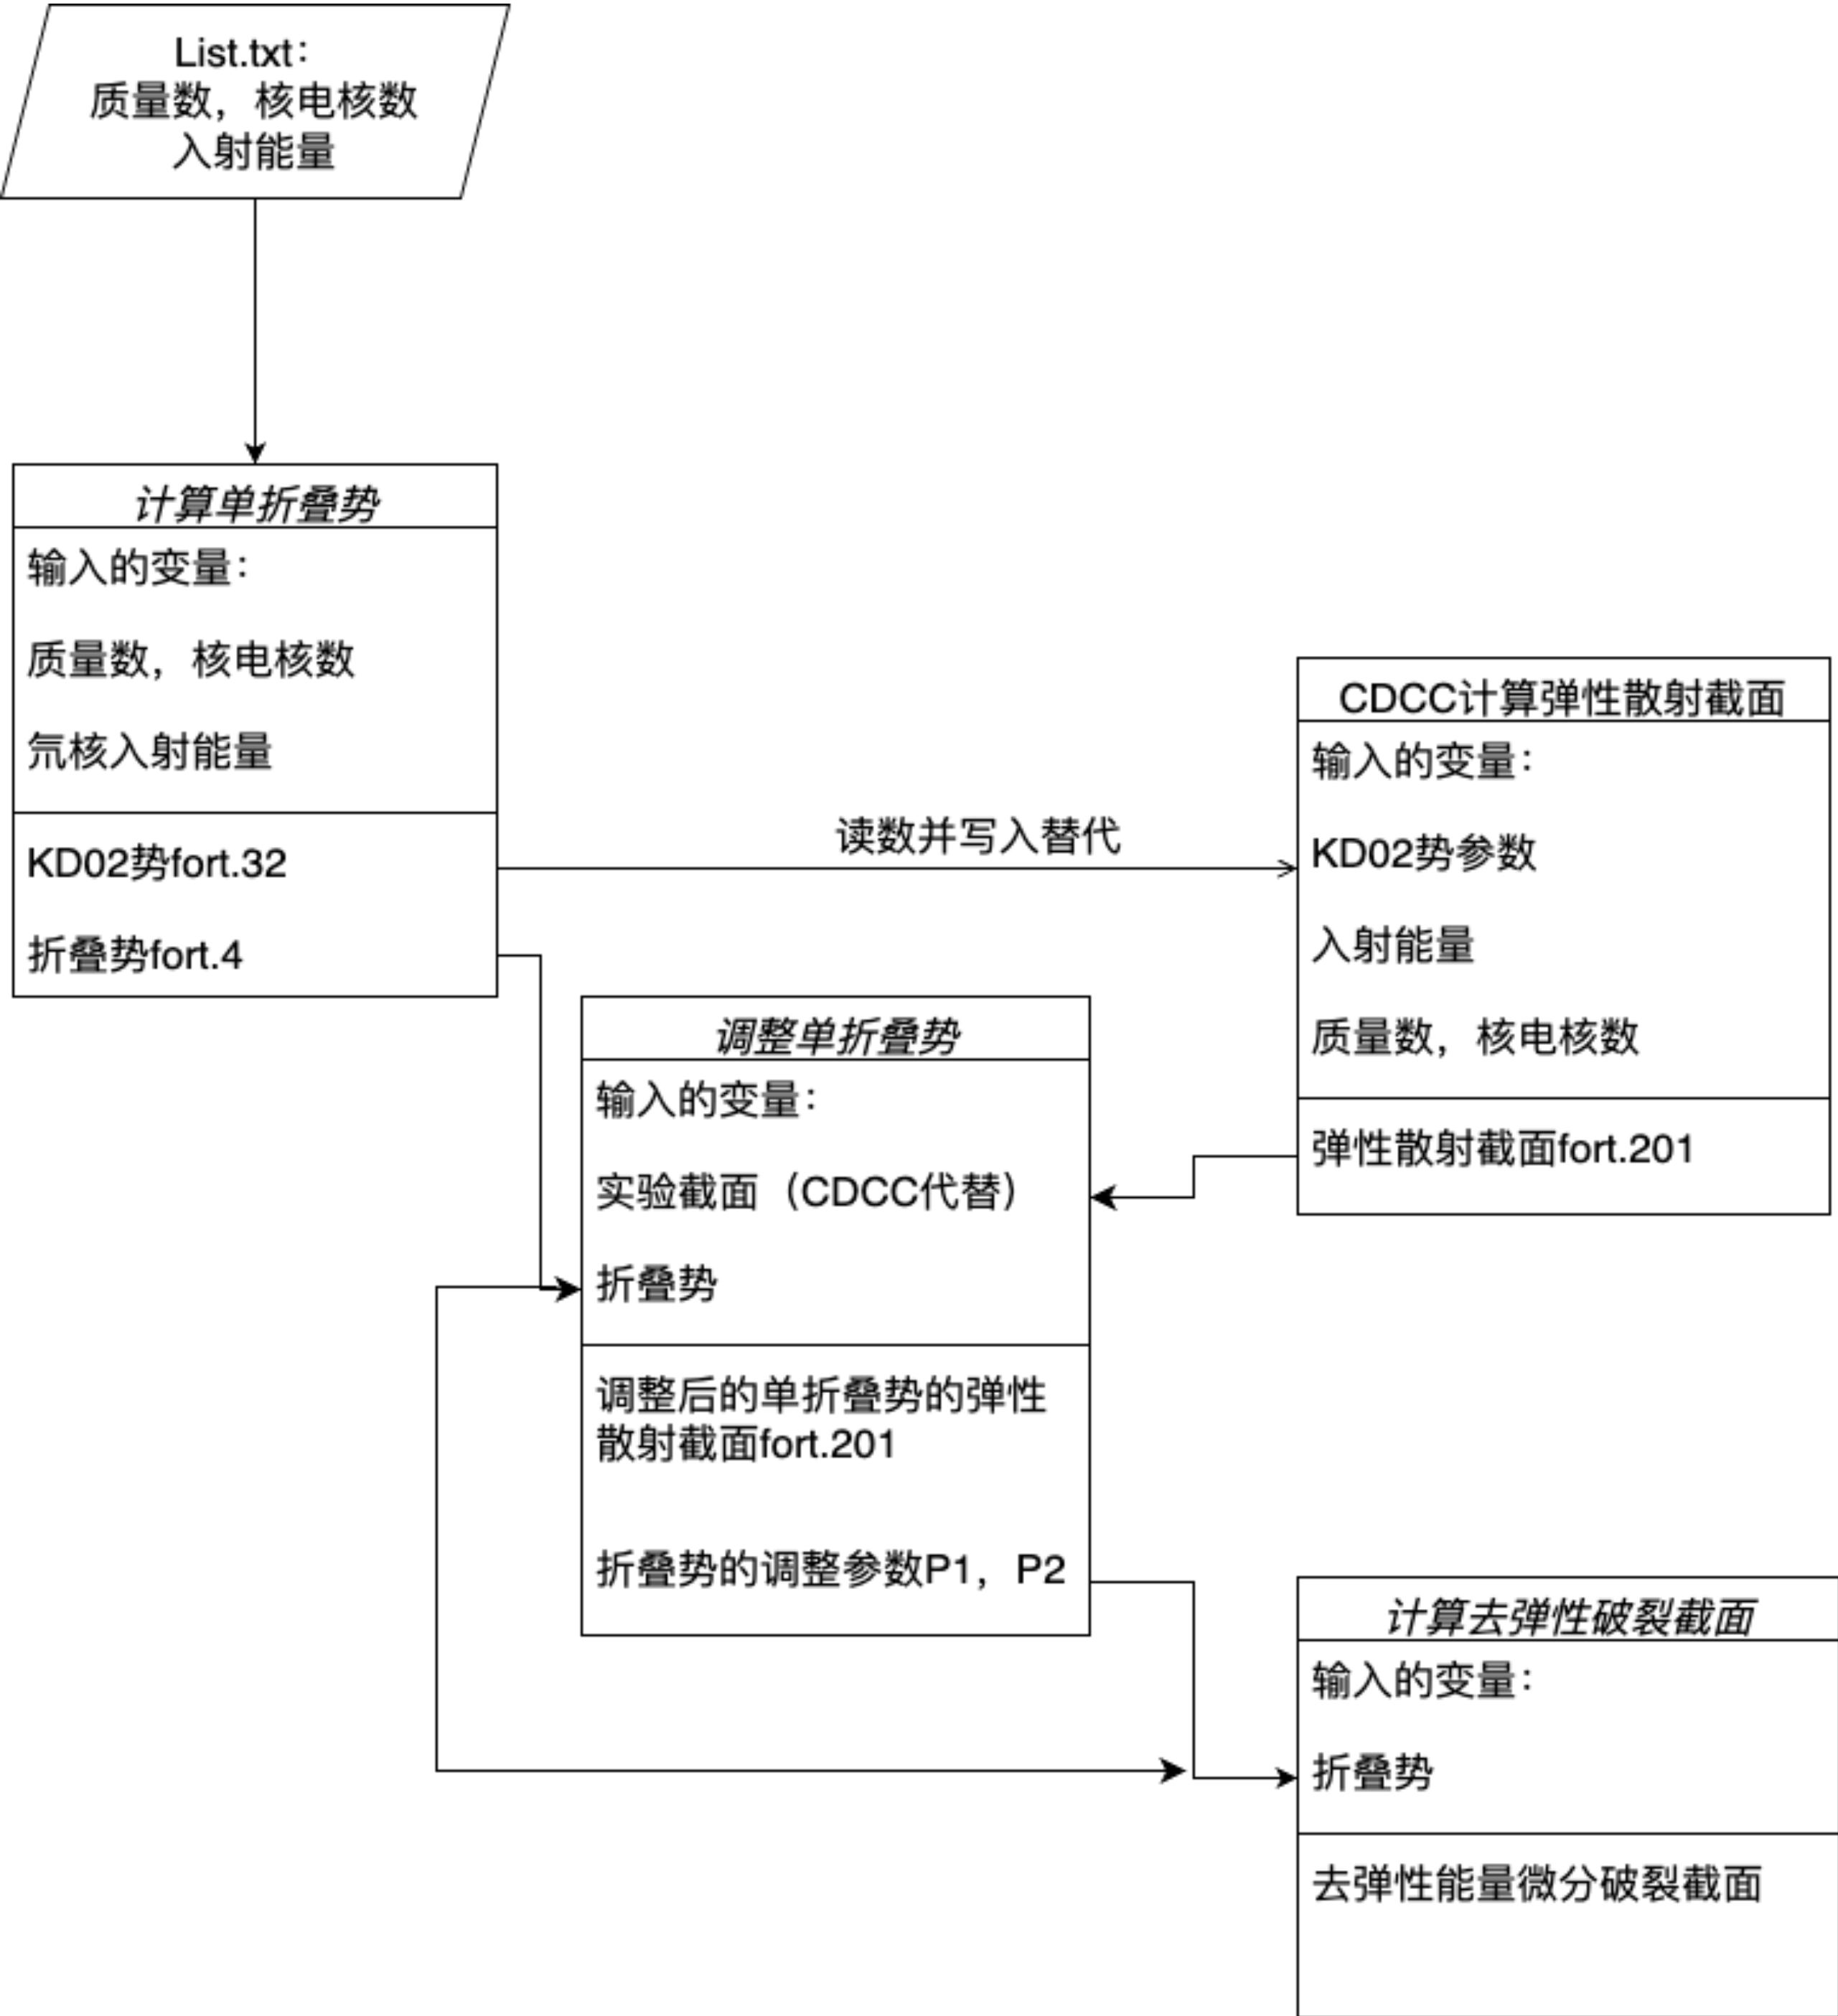 List.txt：
质量数，核电核数
入射能量
计算单折叠势
输入的变量：
质量数，核电核数
氘核入射能量
KD02势fort.32
折叠势fort.4
读数并写入替代
CDCC计算弹性散射截面
输入的变量：
KD02势参数
入射能量
质量数，核电核数
弹性散射截面fort.201
调整单折叠势
输入的变量：
实验截面（CDCC代替）
折叠势
调整后的单折叠势的弹性
散射截面fort.201
折叠势的调整参数P1，P2
计算去弹性破裂截面
输入的变量：
折叠势
去弹性能量微分破裂截面